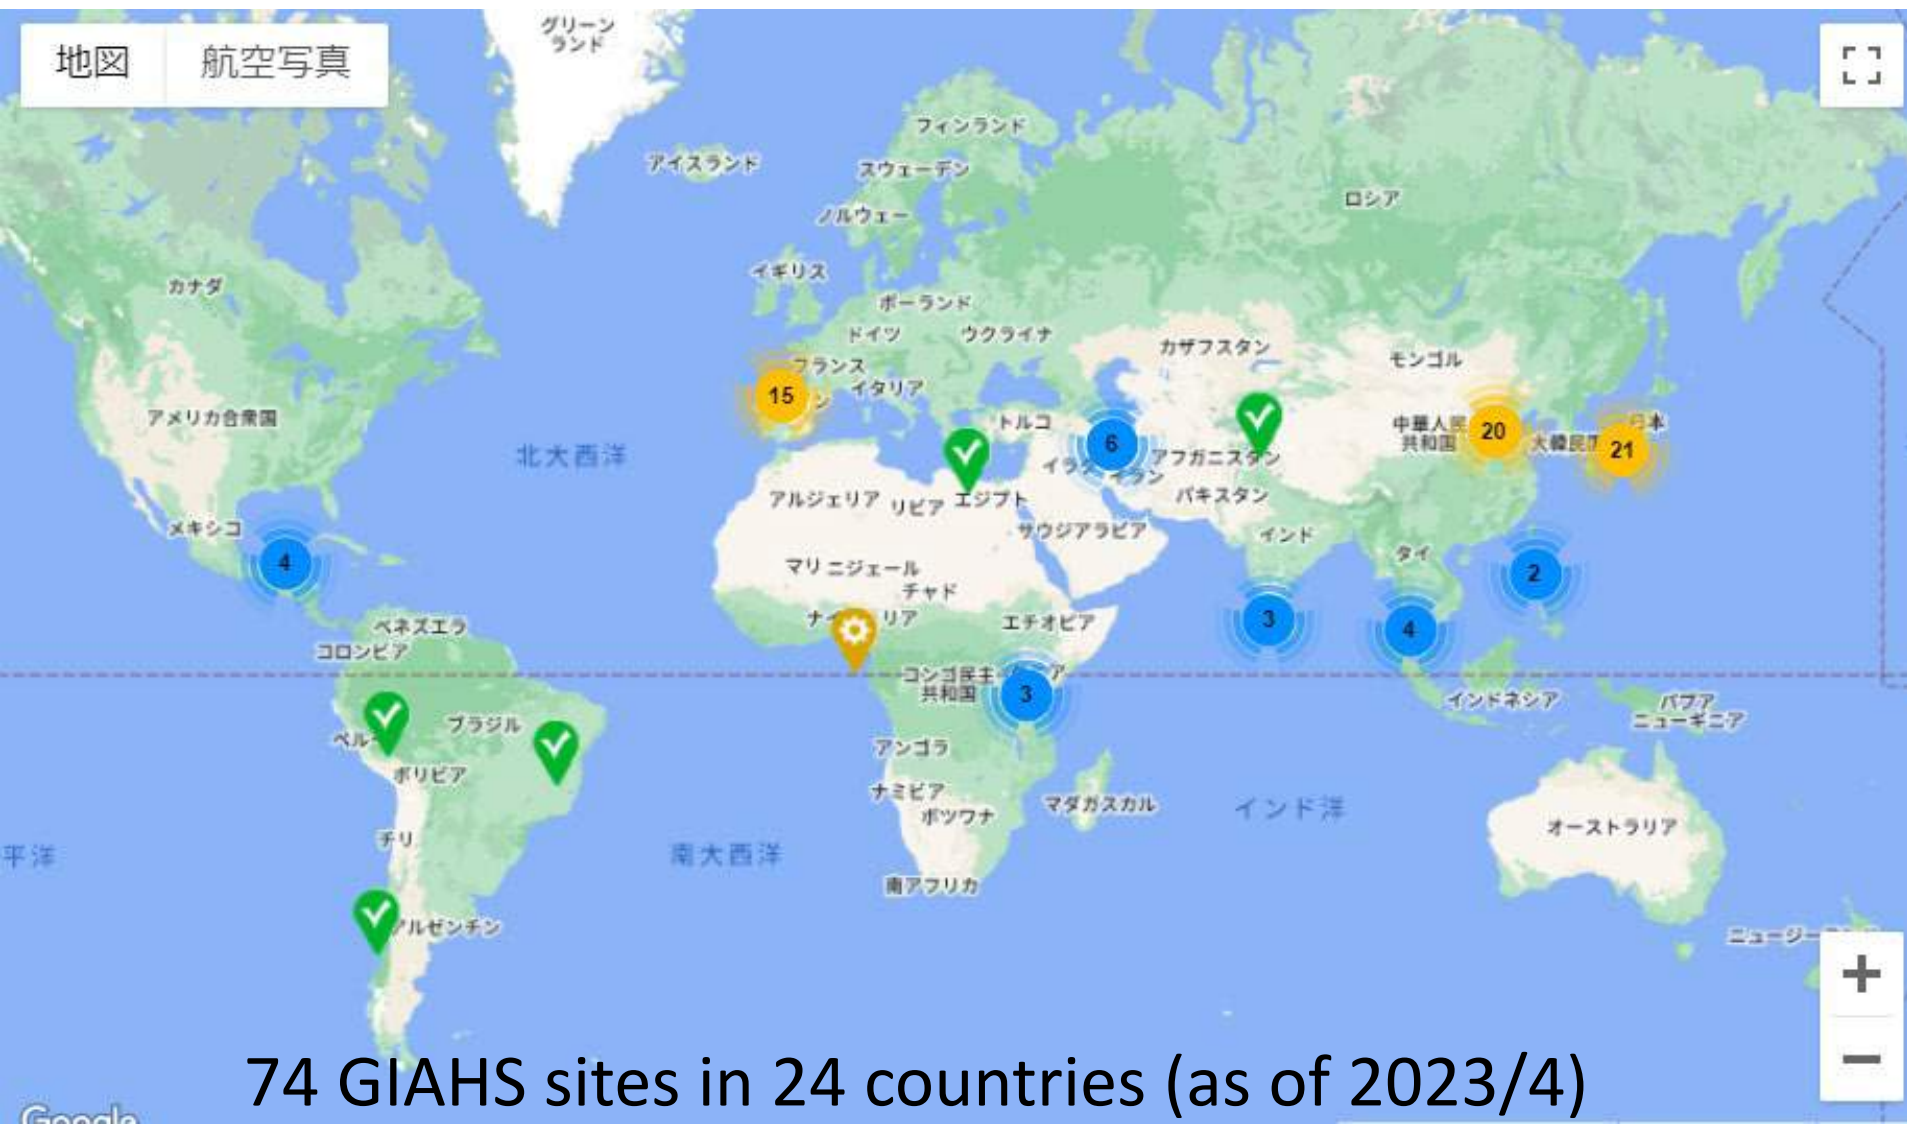 地図 航空写真
グリーン
ランド
フィンランド
アイスランド
スウェーデン
ロシア
ノルウェー
イギリス
カナダ
ポーランド
ドイツ
ウクライナ
カザフスタン
モンゴル
フランス
イタリア
15
ン
アメリカ合衆国
トルコ
中華人民
共和国
20
大韓民国
21
日本
北大西洋
6
イラク
イラン
アフガニスタン
パキスタン
アルジェリア
リビア
エジプト
サウジアラビア
メキシコ
インド
タイ
4
マリ
ニジェール
チャド
2
ナイ
リア
エチオピア
3
4
ベネズエラ
コロンビア
コンゴ民主
共和国
3
ア
インドネシア
パプア
ニューギニア
ペルー
ブラジル
ボリビア
アンゴラ
ナミビア
ボツワナ
マダガスカル
インド洋
オーストラリア
チリ
平洋
南大西洋
南アフリカ
アルゼンチン
ニュージー
74 GIAHS sites in 24 countries (as of 2023/4)
Google